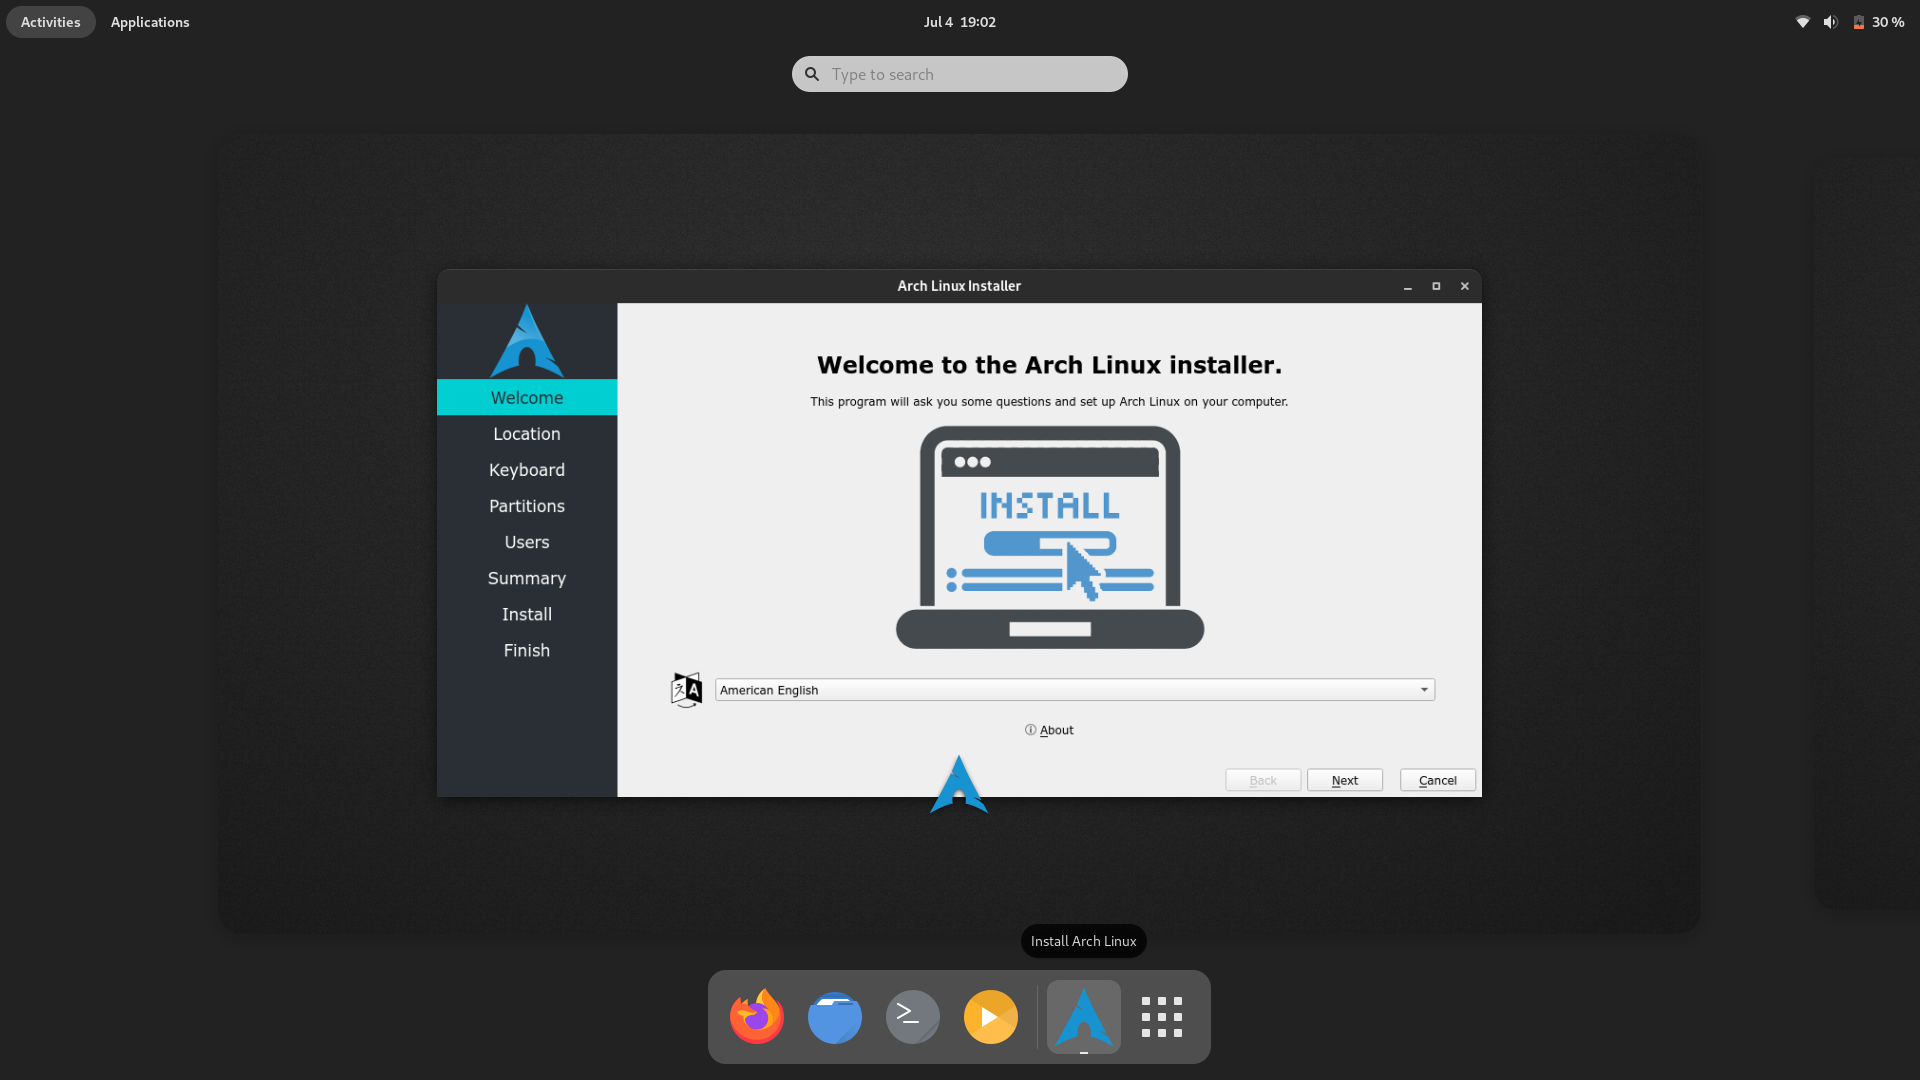 Activities
Applications
Jul 4 19:02
30 %
Type to search
Arch Linux Installer
Welcome
Location
Keyboard
Partitions
Users
Summary
Install
Finish
Welcome to the Arch Linux installer.
This program will ask you some questions and set up Arch Linux on your computer.
INSTALL
American English
About
Back
Next
Cancel
Install Arch Linux